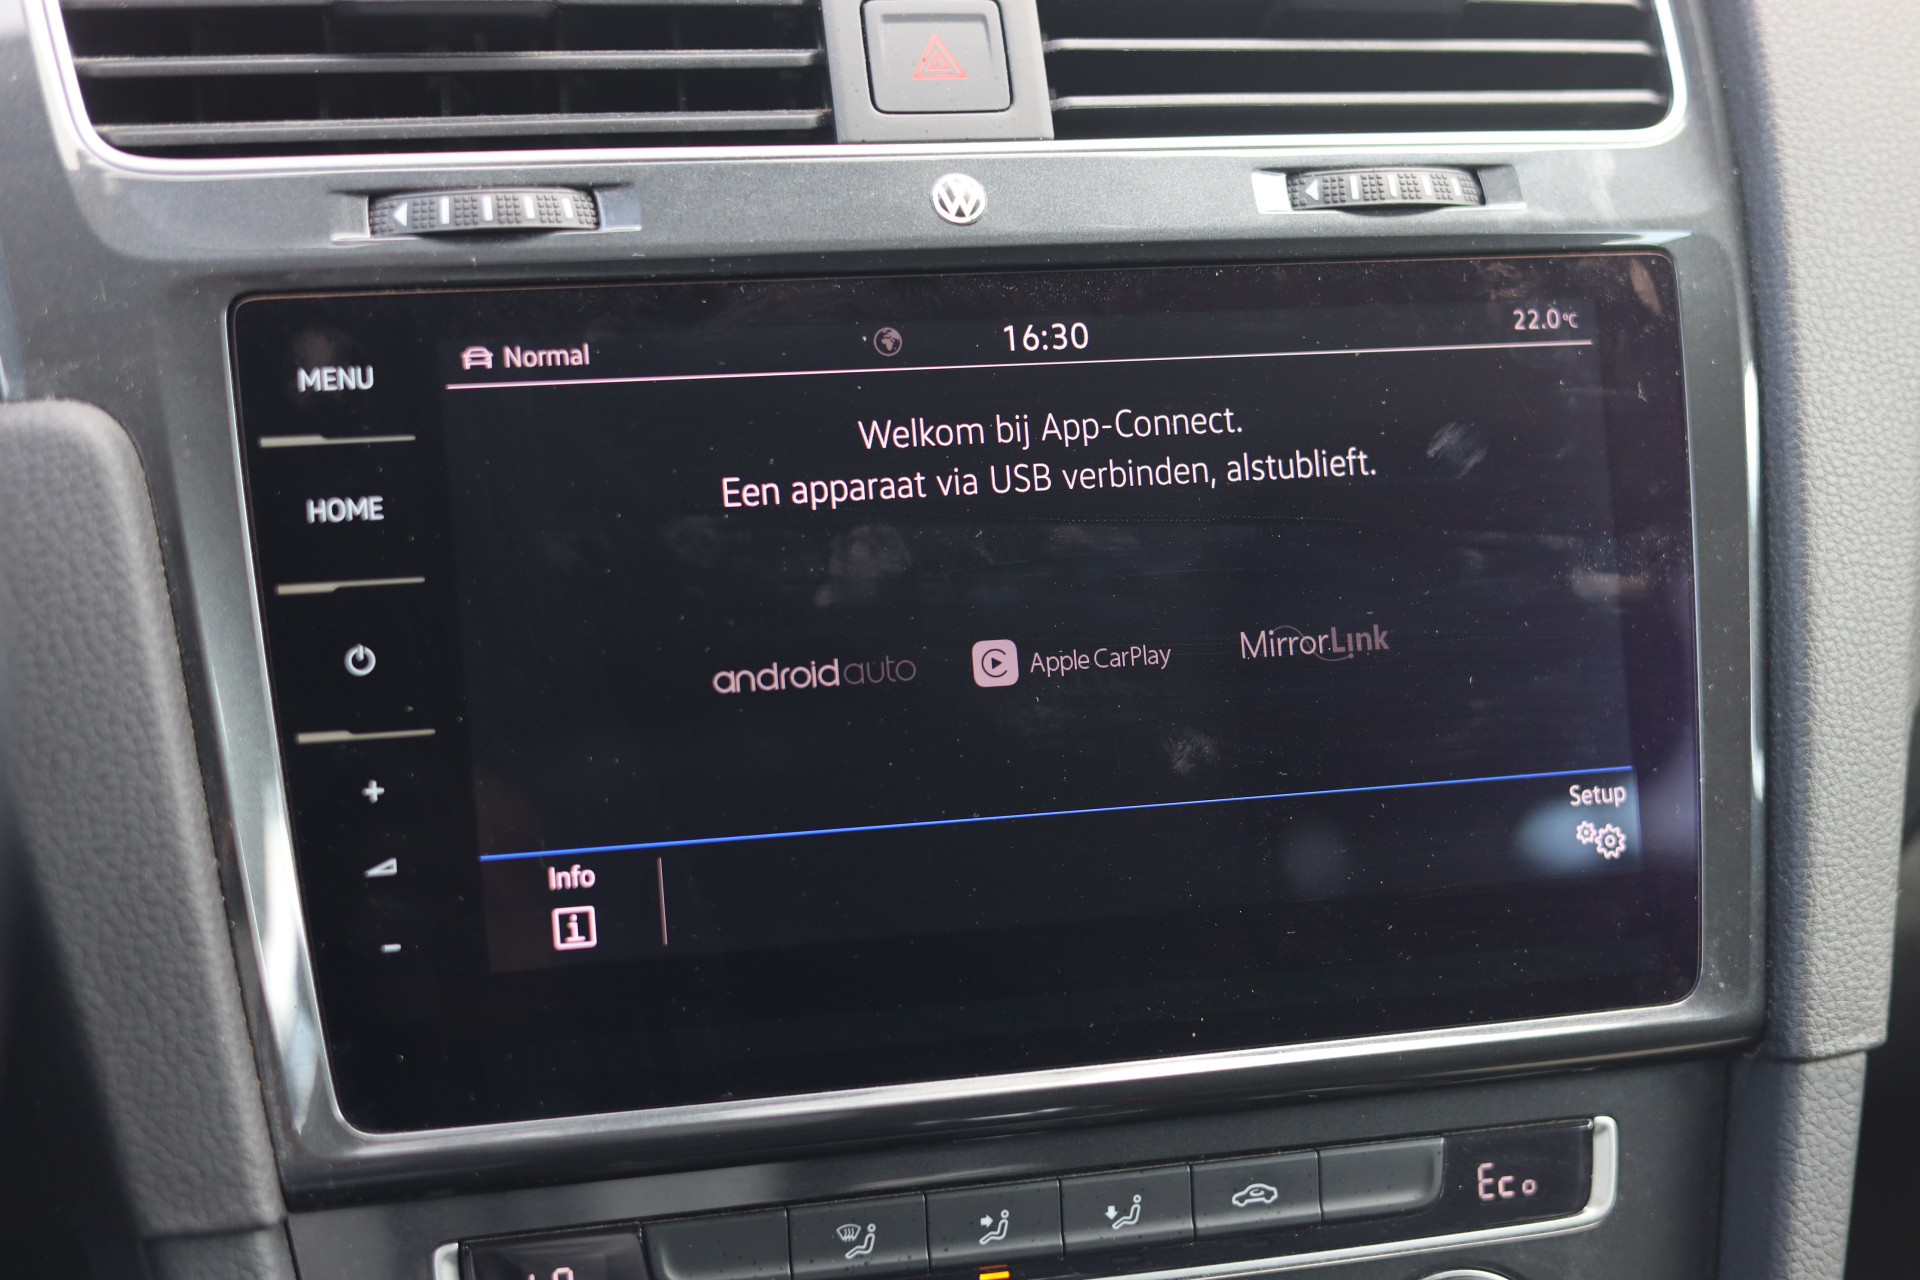 MENU
HOME
Normal
16:30
22.0°C
Welkom bij App-Connect.
Een apparaat via USB verbinden, alstublieft.
android auto
Apple CarPlay
MirrorLink
Setup
Info
Eco